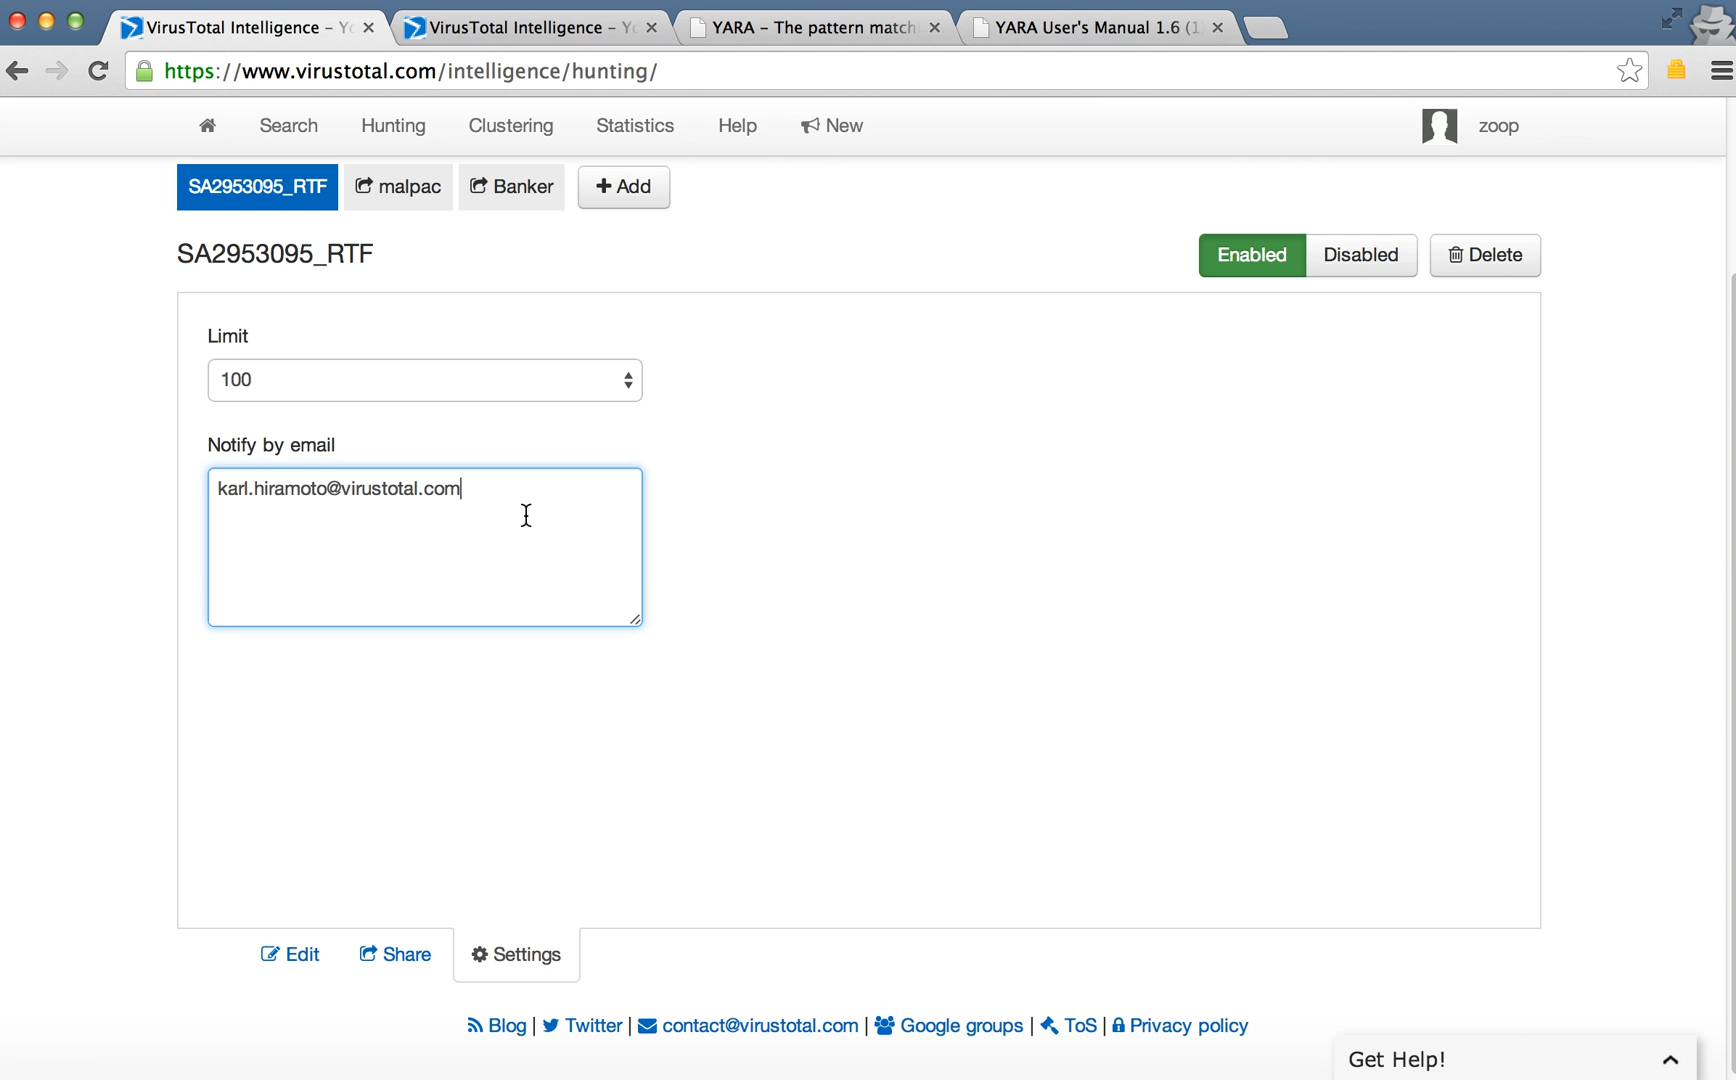 VirusTotal Intelligence - Yo
VirusTotal Intelligence - Yo
YARA - The pattern match
YARA User's Manual 1.6 (1
https://www.virustotal.com/intelligence/hunting/
Search Hunting Clustering Statistics Help New
zoop
SA2953095_RTF malpac Banker + Add
SA2953095_RTF
Enabled Disabled Delete
Limit
100
Notify by email
karl.hiramoto@virustotal.com
Edit Share Settings
Blog | Twitter | contact@virustotal.com | Google groups | ToS | Privacy policy
Get Help!